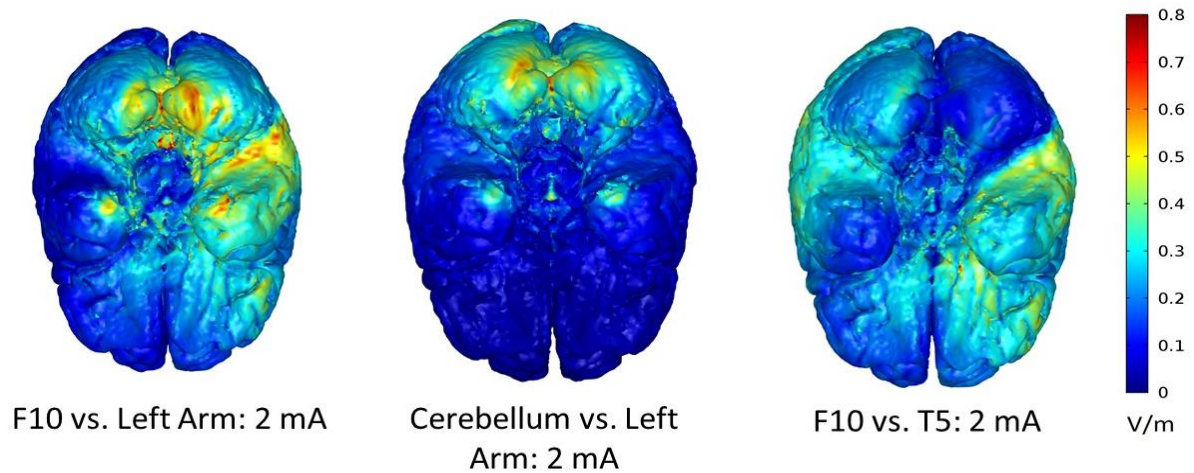 0.8
0.7
0.6
0.5
0.4
0.3
0.2
0.1
0
V/m
F10 vs. Left Arm: 2 mA
Cerebellum vs. Left
Arm: 2 mA
F10 vs. T5: 2 mA